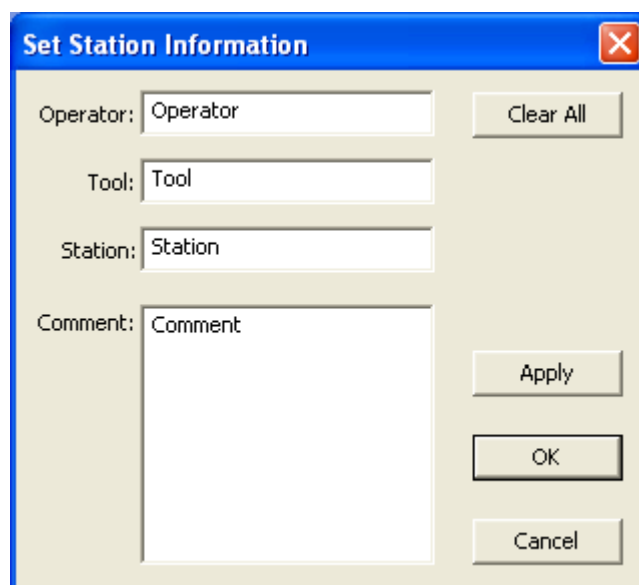 Set Station Information
Operator: Operator
Clear All
Tool: Tool
Station: Station
Comment: Comment
Apply
OK
Cancel